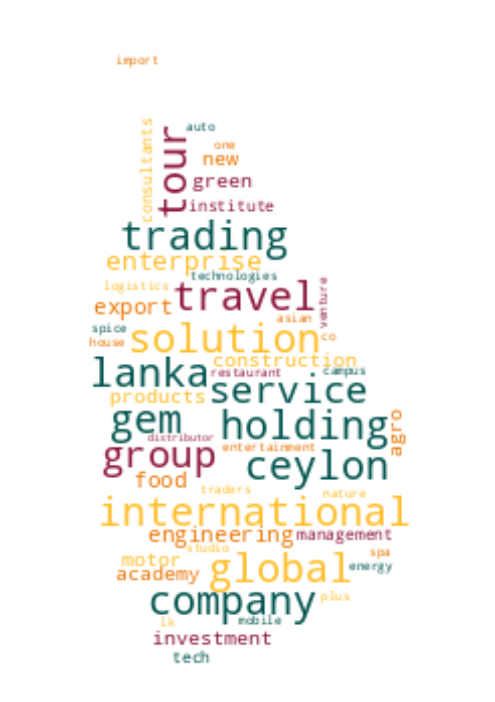 import
consultants
tour
auto
one
new
green
institute
trading
enterprise
technologies
logistics
travel
venture
export
asian
spice
solution
co
house
construction
lanka
restaurant
campus
service
products
gem
holding
agro
distributor
group
entertainment
ceylon
food
traders
nature
international
engineering
management
studio
spa
motor
global
energy
academy
company
plus
lk
mobile
investment
tech